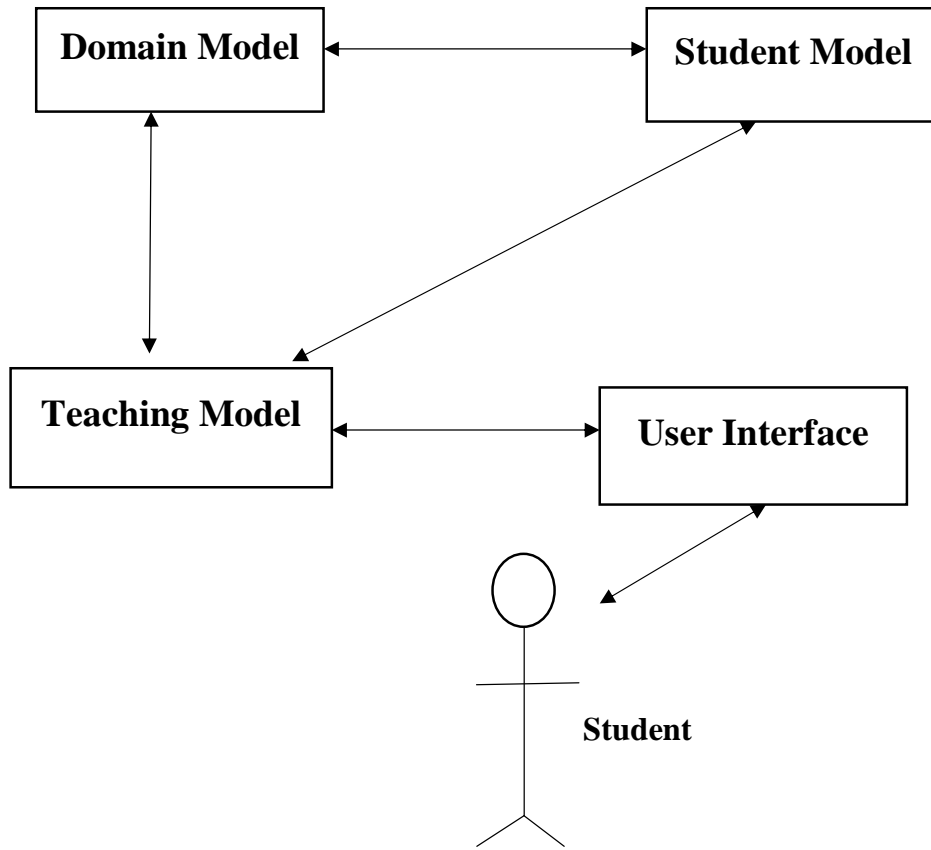 Domain Model
Student Model
Teaching Model
User Interface
Student